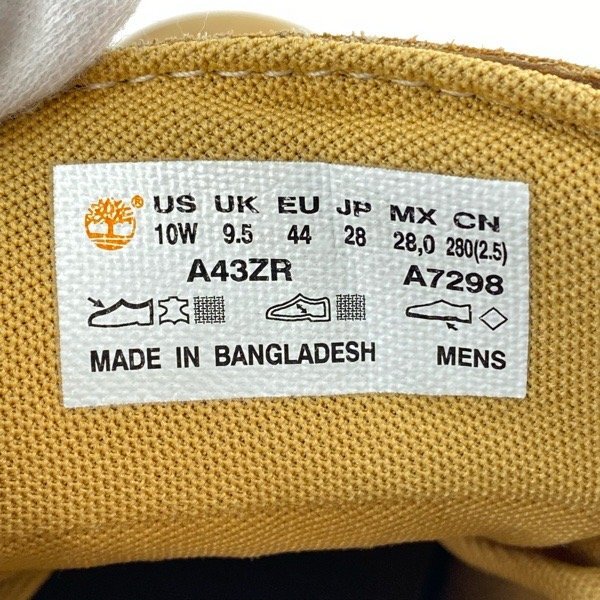 ® US UK EU JP MX CN
10W 9.5 44 28 28,0 280(2.5)
A43ZR A7298
MADE IN BANGLADESH MENS